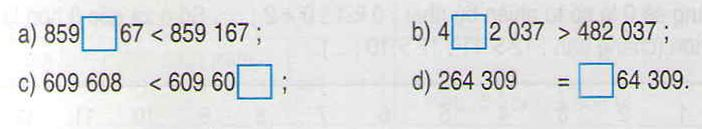 a) 859□67 < 859 167 ; b) 4□2 037 > 482 037 ;
c) 609 608 < 609 60□ ; d) 264 309 = □64 309.